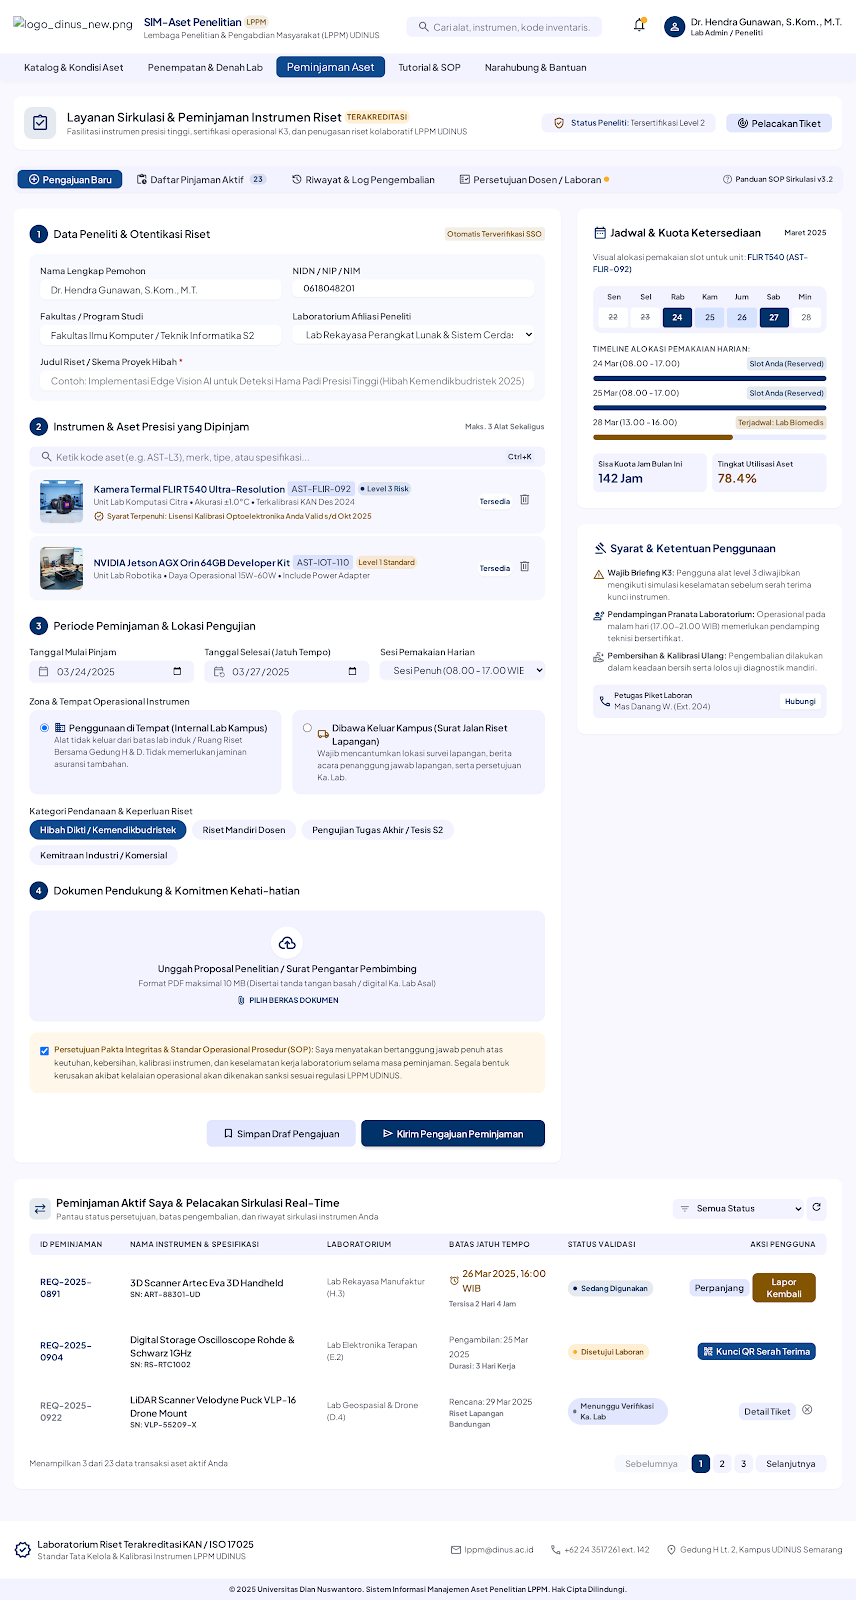 logo_dinus_new.png
SIM-Aset Penelitian LPPM
Lembaga Penelitian & Pengabdian Masyarakat (LPPM) UDINUS
Cari alat, instrumen, kode inventaris.
Dr. Hendra Gunawan, S.Kom., M.T.
Lab Admin / Peneliti
Katalog & Kondisi Aset
Penempatan & Denah Lab
Peminjaman Aset
Tutorial & SOP
Narahubung & Bantuan
Layanan Sirkulasi & Peminjaman Instrumen Riset TERAKREDITASI
Fasilitasi instrumen presisi tinggi, sertifikasi operasional K3, dan penugasan riset kolaboratif LPPM UDINUS
Status Peneliti: Tersertifikasi Level 2
Pelacakan Tiket
Pengajuan Baru
Daftar Pinjaman Aktif 23
Riwayat & Log Pengembalian
Persetujuan Dosen / Laboran
Panduan SOP Sirkulasi v3.2
1 Data Peneliti & Otentikasi Riset
Otomatis Terverifikasi SSO
Nama Lengkap Pemohon
Dr. Hendra Gunawan, S.Kom., M.T.
NIDN / NIP / NIM
0618048201
Fakultas / Program Studi
Fakultas Ilmu Komputer / Teknik Informatika S2
Laboratorium Afiliasi Peneliti
Lab Rekayasa Perangkat Lunak & Sistem Cerdas
Judul Riset / Skema Proyek Hibah *
Contoh: Implementasi Edge Vision AI untuk Deteksi Hama Padi Presisi Tinggi (Hibah Kemendikbudristek 2025)
2 Instrumen & Aset Presisi yang Dipinjam
Maks. 3 Alat Sekaligus
Ketik kode aset (e.g. AST-L3), merk, tipe, atau spesifikasi...
Ctrl+K
Kamera Termal FLIR T540 Ultra-Resolution AST-FLIR-092 Level 3 Risk
Unit Lab Komputasi Citra • Akurasi ±1.0°C • Terkalibrasi KAN Des 2024
Syarat Terpenuhi: Lisensi Kalibrasi Optoelektronika Anda Valid s/d Okt 2025
Tersedia
NVIDIA Jetson AGX Orin 64GB Developer Kit AST-IOT-110 Level 1 Standard
Unit Lab Robotika • Daya Operasional 15W-60W • Include Power Adapter
Tersedia
3 Periode Peminjaman & Lokasi Pengujian
Tanggal Mulai Pinjam
03/24/2025
Tanggal Selesai (Jatuh Tempo)
03/27/2025
Sesi Pemakaian Harian
Sesi Penuh (08.00 - 17.00 WIB
Zona & Tempat Operasional Instrumen
Penggunaan di Tempat (Internal Lab Kampus)
Alat tidak keluar dari batas lab induk / Ruang Riset
Bersama Gedung H & D. Tidak memerlukan jaminan
asuransi tambahan.
Dibawa Keluar Kampus (Surat Jalan Riset
Lapangan)
Wajib mencantumkan lokasi survei lapangan, berita
acara penanggung jawab lapangan, serta persetujuan
Ka. Lab.
Kategori Pendanaan & Keperluan Riset
Hibah Dikti / Kemendikbudristek
Riset Mandiri Dosen
Pengujian Tugas Akhir / Tesis S2
Kemitraan Industri / Komersial
4 Dokumen Pendukung & Komitmen Kehati-hatian
Unggah Proposal Penelitian / Surat Pengantar Pembimbing
Format PDF maksimal 10 MB (Disertai tanda tangan basah / digital Ka. Lab Asal)
PILIH BERKAS DOKUMEN
Persetujuan Pakta Integritas & Standar Operasional Prosedur (SOP): Saya menyatakan bertanggung jawab penuh atas
keutuhan, kebersihan, kalibrasi instrumen, dan keselamatan kerja laboratorium selama masa peminjaman. Segala bentuk
kerusakan akibat kelalaian operasional akan dikenakan sanksi sesuai regulasi LPPM UDINUS.
Simpan Draf Pengajuan
Kirim Pengajuan Peminjaman
Jadwal & Kuota Ketersediaan
Maret 2025
Visual alokasi pemakaian slot untuk unit: FLIR T540 (AST-
FLIR-092)
Sen Sel Rab Kam Jum Sab Min
22 23 24 25 26 27 28
TIMELINE ALOKASI PEMAKAIAN HARIAN:
24 Mar (08.00 - 17.00) Slot Anda (Reserved)
25 Mar (08.00 - 17.00) Slot Anda (Reserved)
28 Mar (13.00 - 16.00) Terjadwal: Lab Biomedis
Sisa Kuota Jam Bulan Ini
142 Jam
Tingkat Utilisasi Aset
78.4%
Syarat & Ketentuan Penggunaan
Wajib Briefing K3: Pengguna alat level 3 diwajibkan
mengikuti simulasi keselamatan sebelum serah terima
kunci instrumen.
Pendampingan Pranata Laboratorium: Operasional pada
malam hari (17.00-21.00 WIB) memerlukan pendamping
teknisi bersertifikat.
Pembersihan & Kalibrasi Ulang: Pengembalian dilakukan
dalam keadaan bersih serta lolos uji diagnostik mandiri.
Petugas Piket Laboran
Mas Danang W. (Ext. 204)
Hubungi
Peminjaman Aktif Saya & Pelacakan Sirkulasi Real-Time
Pantau status persetujuan, batas pengembalian, dan riwayat sirkulasi instrumen Anda
Semua Status
ID PEMINJAMAN NAMA INSTRUMEN & SPESIFIKASI LABORATORIUM BATAS JATUH TEMPO STATUS VALIDASI AKSI PENGGUNA
REQ-2025-
0891
3D Scanner Artec Eva 3D Handheld
SN: ART-88301-UD
Lab Rekayasa Manufaktur
(H.3)
26 Mar 2025, 16:00
WIB
Tersisa 2 Hari 4 Jam
Sedang Digunakan
Perpanjang
Lapor
Kembali
REQ-2025-
0904
Digital Storage Oscilloscope Rohde &
Schwarz 1GHz
SN: RS-RTC1002
Lab Elektronika Terapan
(E.2)
Pengambilan: 25 Mar
2025
Durasi: 3 Hari Kerja
Disetujui Laboran
Kunci QR Serah Terima
REQ-2025-
0922
LiDAR Scanner Velodyne Puck VLP-16
Drone Mount
SN: VLP-55209-X
Lab Geospasial & Drone
(D.4)
Rencana: 29 Mar 2025
Riset Lapangan
Bandungan
Menunggu Verifikasi
Ka. Lab
Detail Tiket
Menampilkan 3 dari 23 data transaksi aset aktif Anda
Sebelumnya 1 2 3 Selanjutnya
Laboratorium Riset Terakreditasi KAN / ISO 17025
Standar Tata Kelola & Kalibrasi Instrumen LPPM UDINUS
lppm@dinus.ac.id
+62 24 3517261 ext. 142
Gedung H Lt. 2, Kampus UDINUS Semarang
© 2025 Universitas Dian Nuswantoro. Sistem Informasi Manajemen Aset Penelitian LPPM. Hak Cipta Dilindungi.